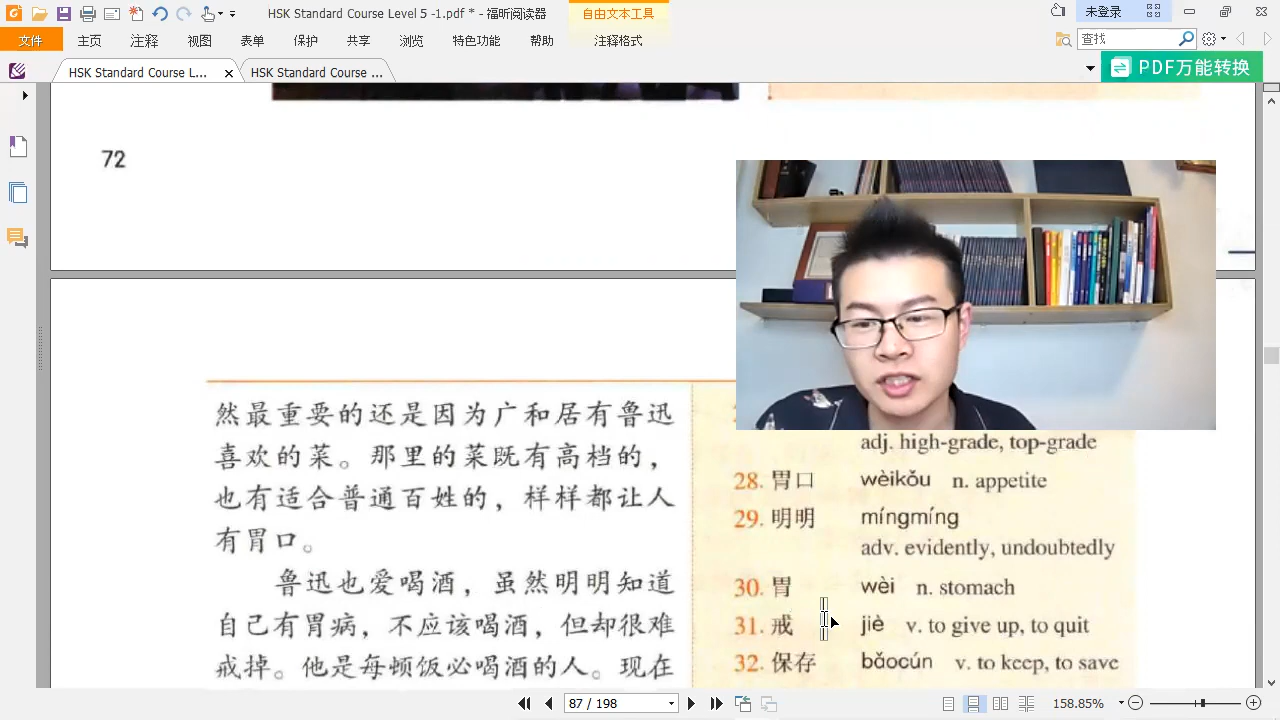 HSK Standard Course Level 5 -1.pdf * - 福昕阅读器
自由文本工具
未登录
文件
主页
注释
视图
表单
保护
共享
浏览
特色功能
帮助
注释格式
查找
HSK Standard Course L...
HSK Standard Course ...
PDF万能转换
72
然最重要的还是因为广和居有鲁迅
喜欢的菜。那里的菜既有高档的，
也有适合普通百姓的，样样都让人
有胃口。
鲁迅也爱喝酒，虽然明明知道
自己有胃病，不应该喝酒，但却很难
戒掉。他是每顿饭必喝酒的人。现在
adj. high-grade, top-grade
28. 胃口 wèikǒu n. appetite
29. 明明 míngmíng
adv. evidently, undoubtedly
30. 胃 wèi n. stomach
31. 戒 jiè v. to give up, to quit
32. 保存 bǎocún v. to keep, to save
87 / 198
158.85%